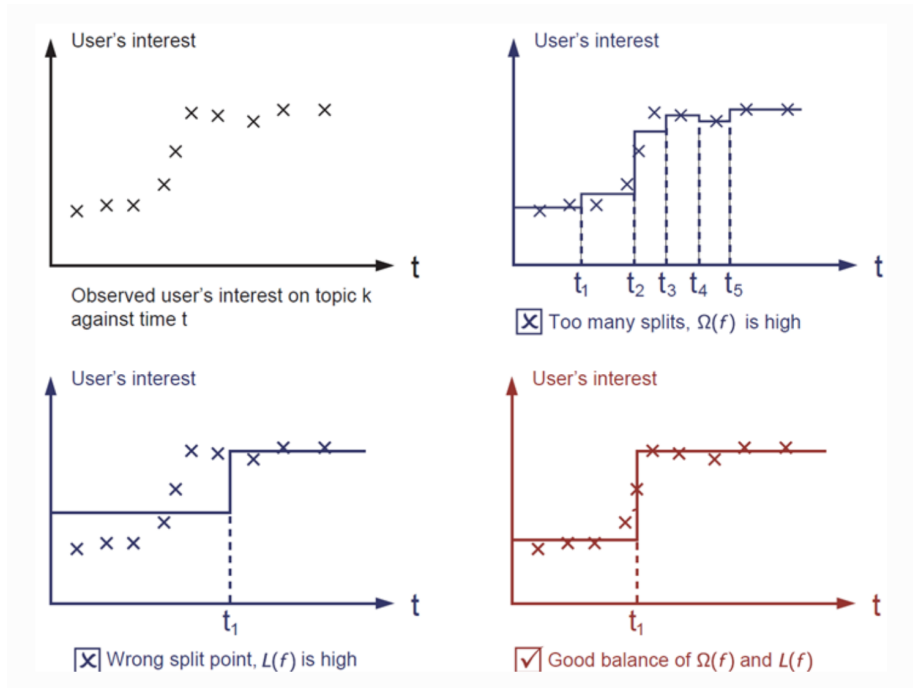 User's interest
t
Observed user's interest on topic k
against time t
User's interest
t
t₁ t₂ t₃ t₄ t₅
Too many splits, Ω(f) is high
User's interest
t
t₁
Wrong split point, L(f) is high
User's interest
t
t₁
Good balance of Ω(f) and L(f)